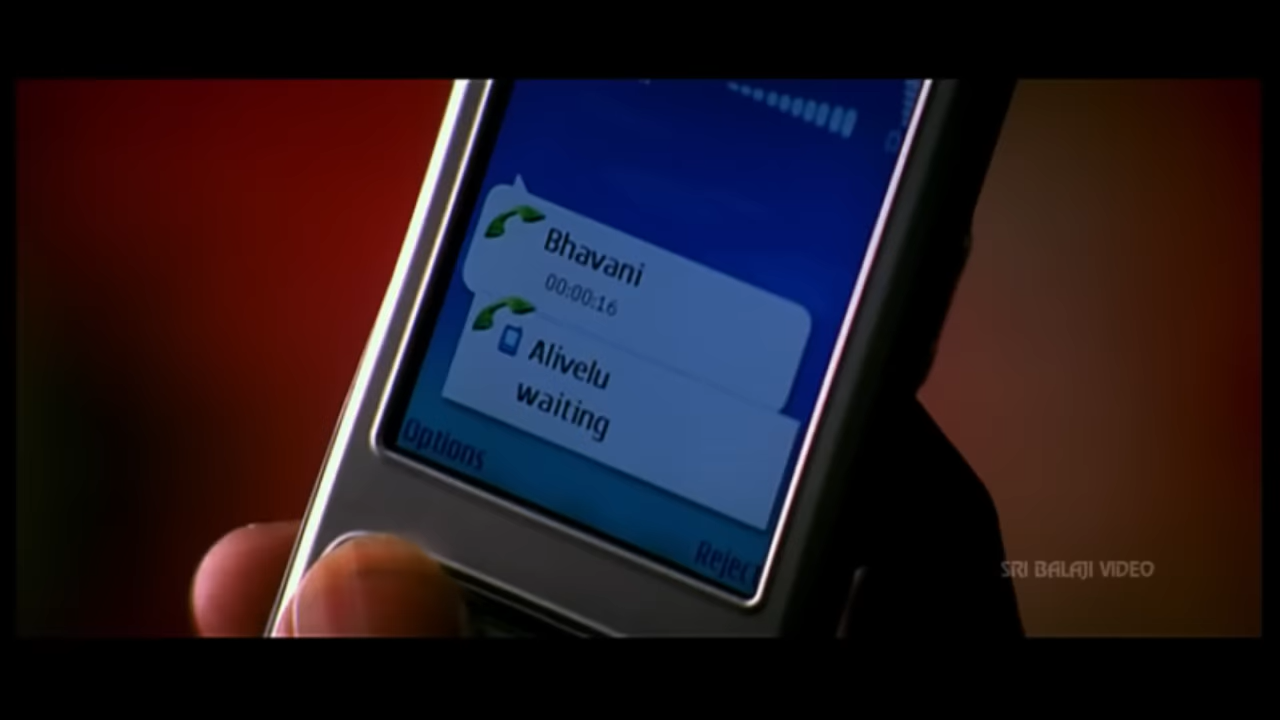 Bhavani
00:00:16
Alivelu
waiting
Options
Reject
SRI BALAJI VIDEO